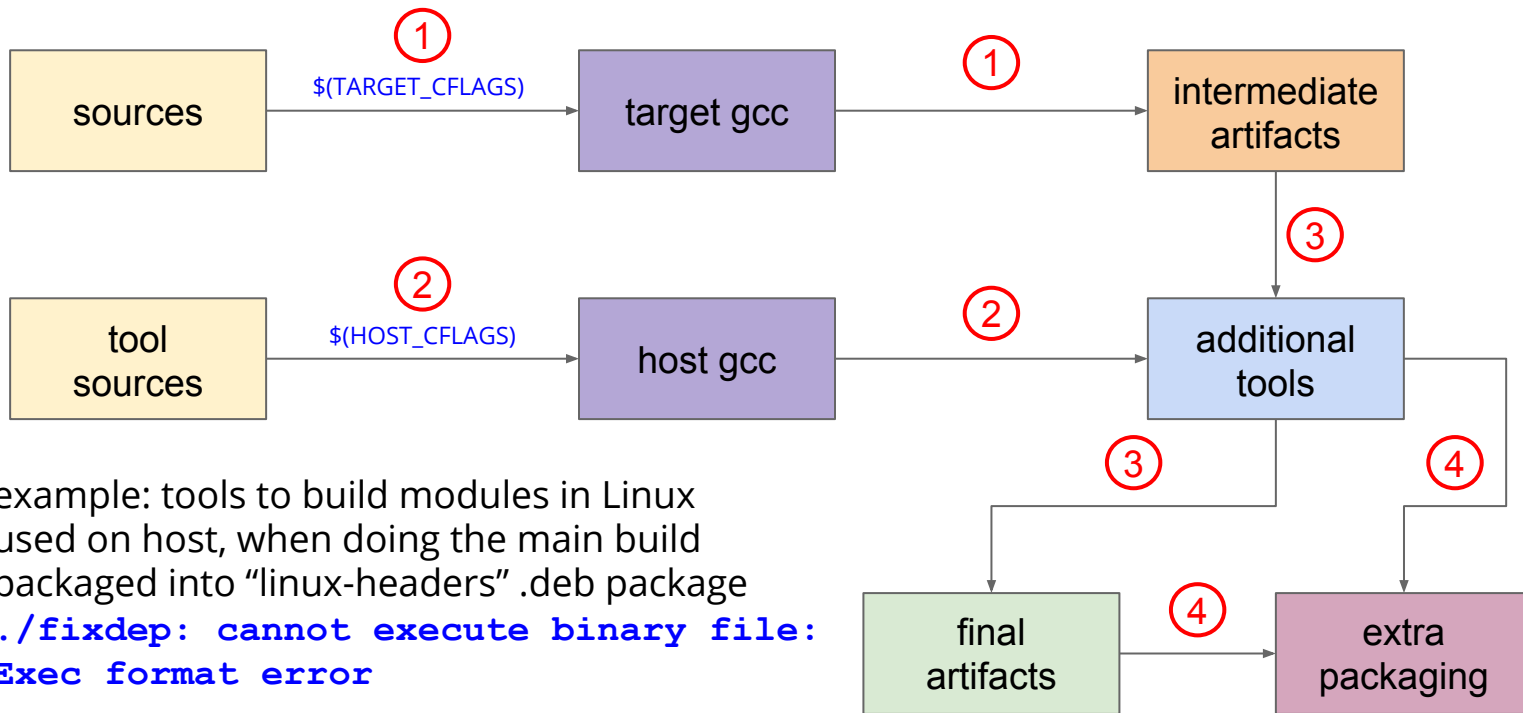 1
1
sources
$(TARGET_CFLAGS)
target gcc
intermediate
artifacts
3
2
2
tool
sources
$(HOST_CFLAGS)
host gcc
additional
tools
3
4
example: tools to build modules in Linux
used on host, when doing the main build
packaged into “linux-headers” .deb package
./fixdep: cannot execute binary file:
Exec format error
4
final
artifacts
extra
packaging